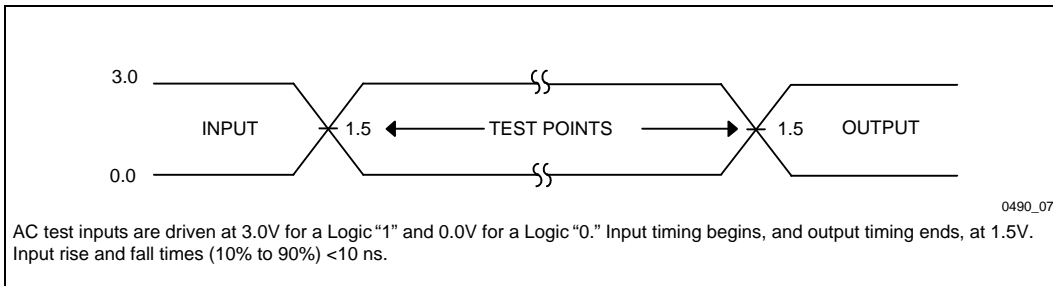 3.0
INPUT 1.5 TEST POINTS 1.5 OUTPUT
0.0
0490_07
AC test inputs are driven at 3.0V for a Logic “1” and 0.0V for a Logic “0.” Input timing begins, and output timing ends, at 1.5V.
Input rise and fall times (10% to 90%) <10 ns.